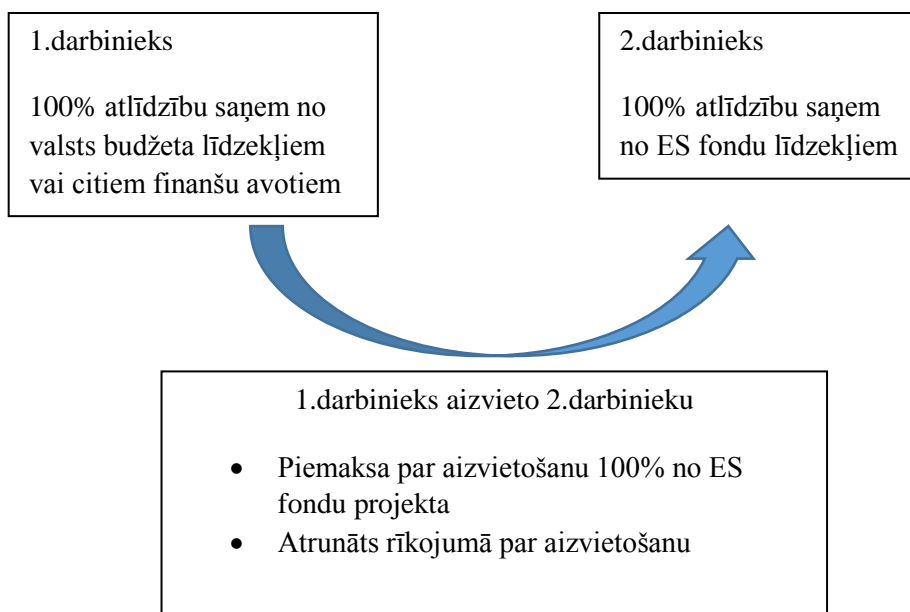 1.darbinieks
100% atlīdzību saņem no
valsts budžeta līdzekļiem
vai citiem finanšu avotiem
2.darbinieks
100% atlīdzību saņem
no ES fondu līdzekļiem
1.darbinieks aizvieto 2.darbinieku
• Piemaksa par aizvietošanu 100% no ES
fondu projekta
• Atrunāts rīkojumā par aizvietošanu